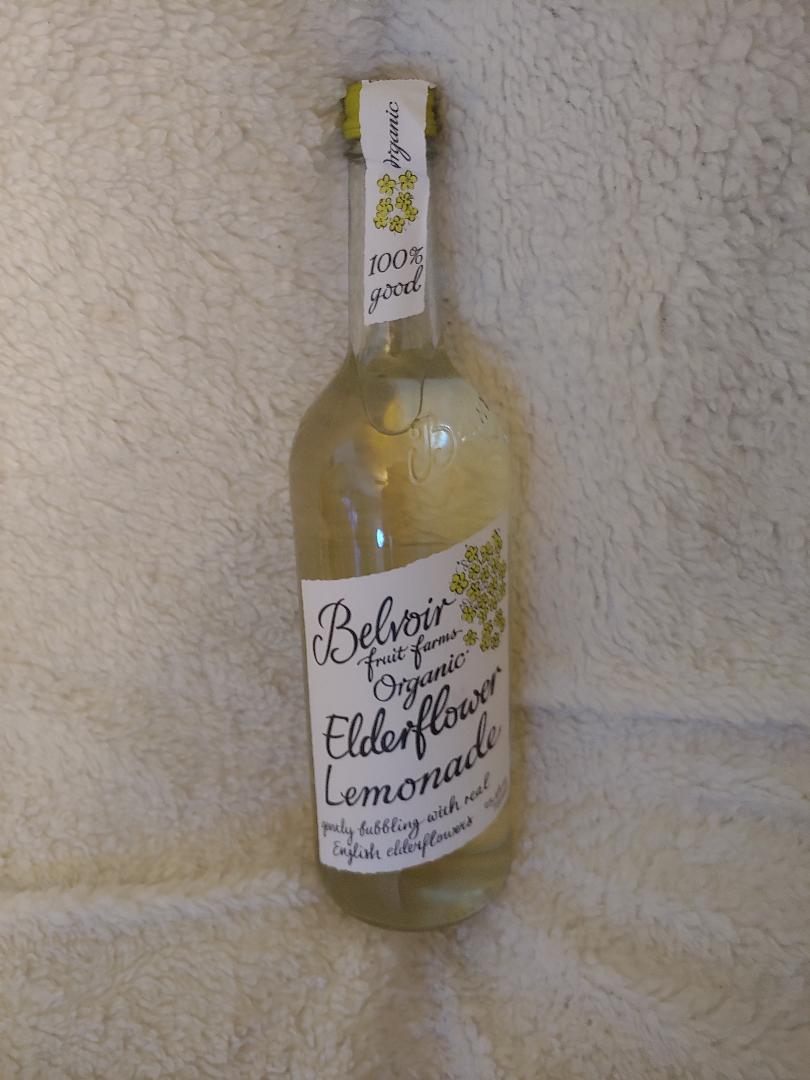 Organic
100%
good
B
Belvoir
fruit farms
Organic
Elderflower
Lemonade
gently bubbling with real
English elderflowers